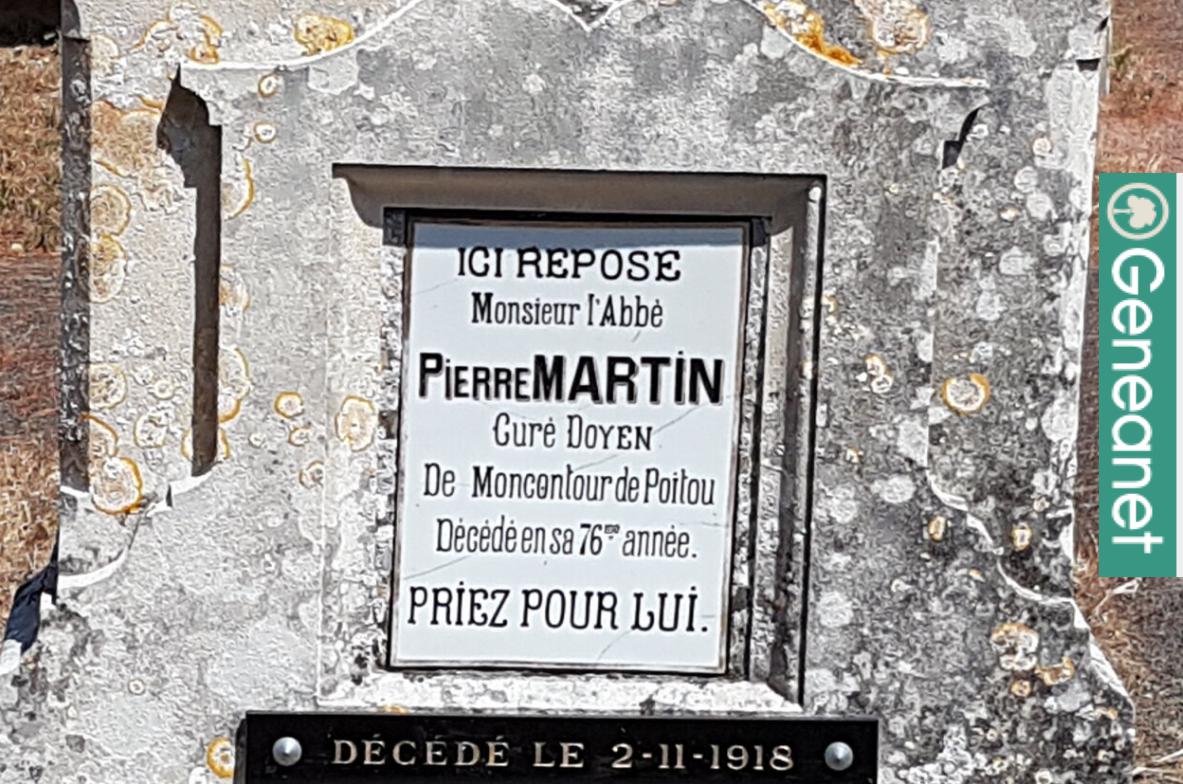 ICI REPOSE
Monsieur l'Abbé
PIERRE MARTIN
Curé DOYEN
De Moncontour de Poitou
Décédé en sa 76me année.
PRIEZ POUR LUI.
DÉCÉDÉ LE 2-11-1918
Geneanet